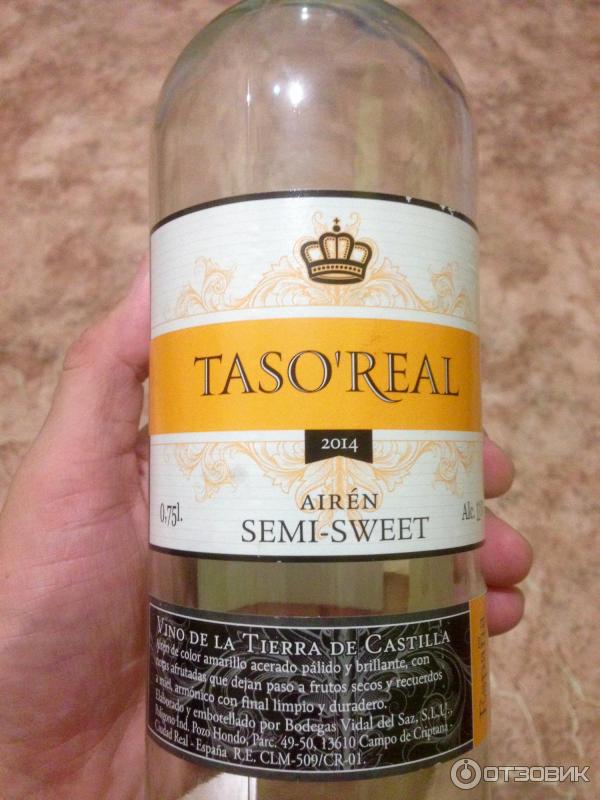 TASO'REAL
2014
AIRÉN
0,75l.
SEMI-SWEET
Alc.
VINO DE LA TIERRA DE CASTILLA
de color amarillo acerado pálido y brillante, con
afrutadas que dejan paso a frutos secos y recuerdos
a miel, armónico con final limpio y duradero.
Elaborado y embotellado por Bodegas Vidal del Saz, S.L.U.,
Polígono Ind. Pozo Hondo, Parc. 49-50, 13610 Campo de Criptana,
Ciudad Real - España R.E. CLM-509/CR-01.
España
ОТЗОВИК